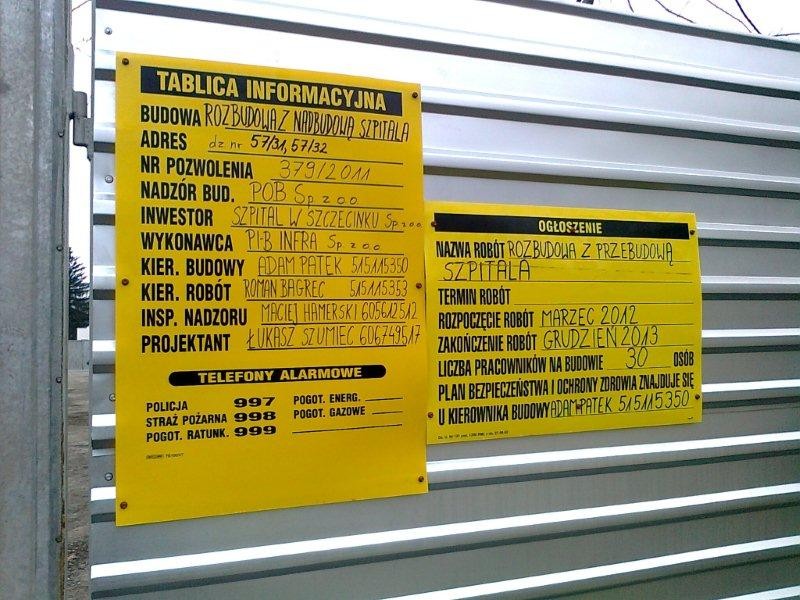 TABLICA INFORMACYJNA
BUDOWA ROZBUDOWA Z NADBUDOWĄ SZPITALA
ADRES dz nr 57/31, 57/32
NR POZWOLENIA 379/2011
NADZÓR BUD. POB Sp z o.o
INWESTOR SZPITAL W SZCZECINKU Sp z o.o.
WYKONAWCA PI-B INFRA Sp z o.o
KIER. BUDOWY ADAM PATEK 515115350
KIER. ROBÓT ROMAN BAGREC 515115353
INSP. NADZORU MACIEJ HAMERSKI 605612512
PROJEKTANT ŁUKASZ SZUMIEC 606749517
TELEFONY ALARMOWE
POLICJA 997 POGOT. ENERG.
STRAŻ POŻARNA 998 POGOT. GAZOWE
POGOT. RATUNK. 999
OGŁOSZENIE
NAZWA ROBÓT ROZBUDOWA Z PRZEBUDOWĄ
SZPITALA
TERMIN ROBÓT
ROZPOCZĘCIE ROBÓT MARZEC 2012
ZAKOŃCZENIE ROBÓT GRUDZIEŃ 2013
LICZBA PRACOWNIKÓW NA BUDOWIE 30 OSÓB
PLAN BEZPIECZEŃSTWA I OCHRONY ZDROWIA ZNAJDUJE SIĘ
U KIEROWNIKA BUDOWY ADAM PATEK 515115350